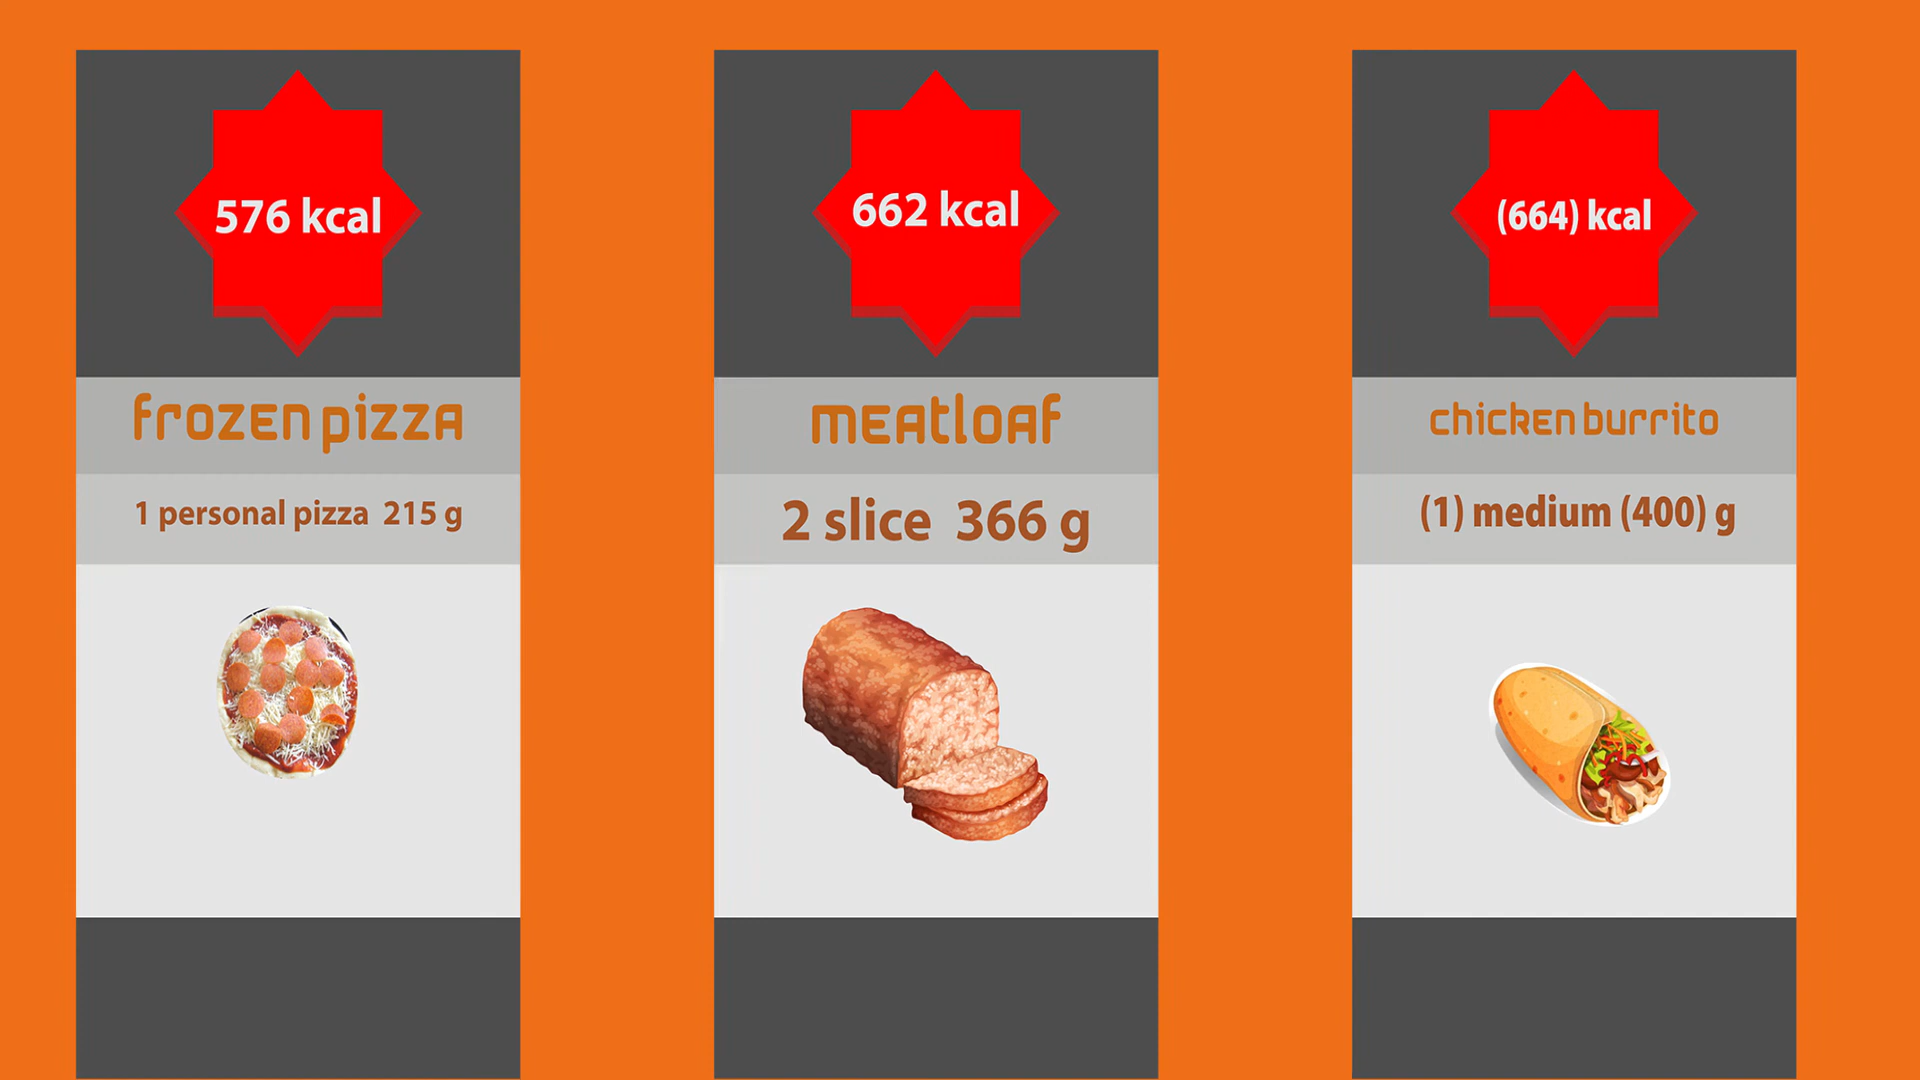 576 kcal
frozen pizza
1 personal pizza 215 g
662 kcal
meatloaf
2 slice 366 g
(664) kcal
chicken burrito
(1) medium (400) g